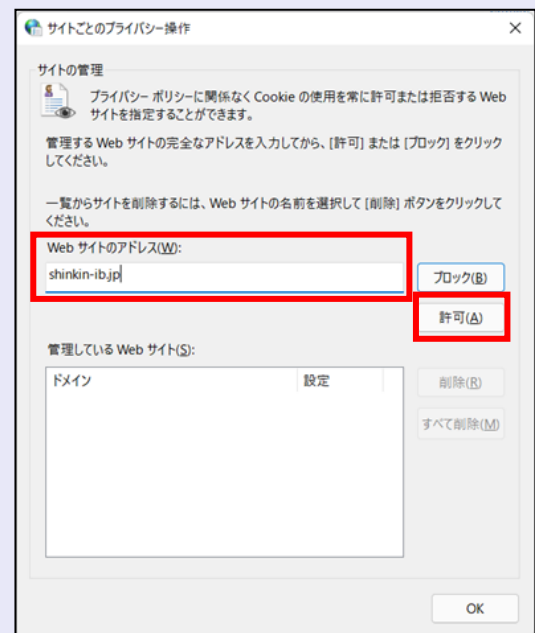 サイトごとのプライバシー操作
サイトの管理
プライバシー ポリシーに関係なく Cookie の使用を常に許可または拒否する Web
サイトを指定することができます。
管理する Web サイトの完全なアドレスを入力してから、[許可] または [ブロック] をクリック
してください。
一覧からサイトを削除するには、Web サイトの名前を選択して [削除] ボタンをクリックして
ください。
Web サイトのアドレス(W):
shinkin-ib.jp
ブロック(B)
許可(A)
管理している Web サイト(S):
ドメイン 設定
削除(R)
すべて削除(M)
OK